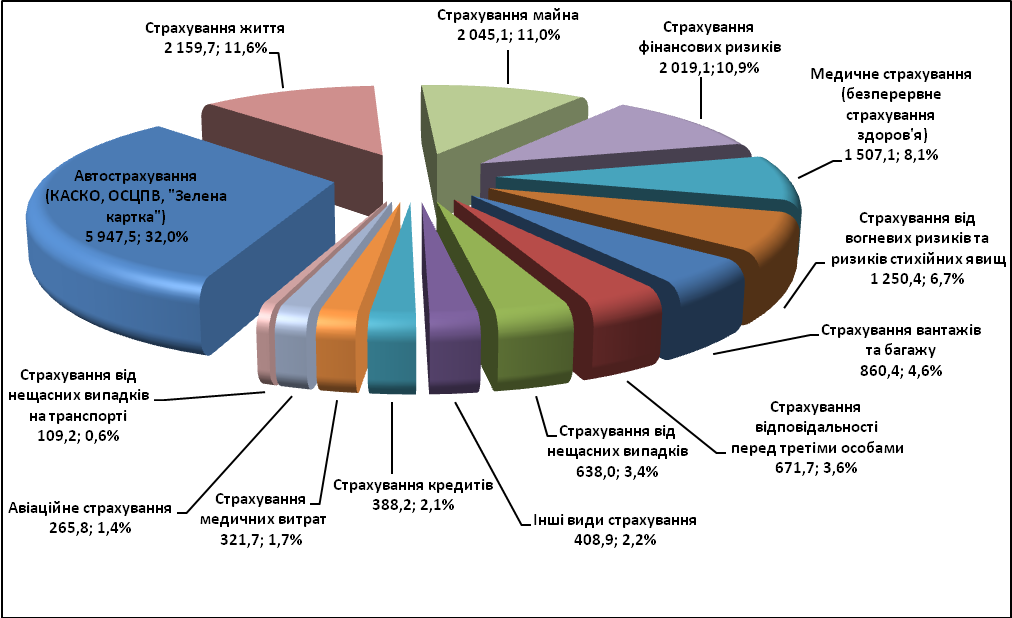 Страхування життя
2 159,7; 11,6%
Страхування майна
2 045,1; 11,0%
Страхування
фінансових ризиків
2 019,1;10,9%
Медичне страхування
(безперервне
страхування
здоров'я)
1 507,1; 8,1%
Автострахування
(КАСКО, ОСЦПВ, "Зелена
картка")
5 947,5; 32,0%
Страхування від
вогневих ризиків та
ризиків стихійних явищ
1 250,4; 6,7%
Страхування вантажів
та багажу
860,4; 4,6%
Страхування
відповідальності
перед третіми особами
671,7; 3,6%
Страхування від
нещасних випадків
638,0; 3,4%
Інші види страхування
408,9; 2,2%
Страхування кредитів
388,2; 2,1%
Страхування
медичних витрат
321,7; 1,7%
Авіаційне страхування
265,8; 1,4%
Страхування від
нещасних випадків
на транспорті
109,2; 0,6%